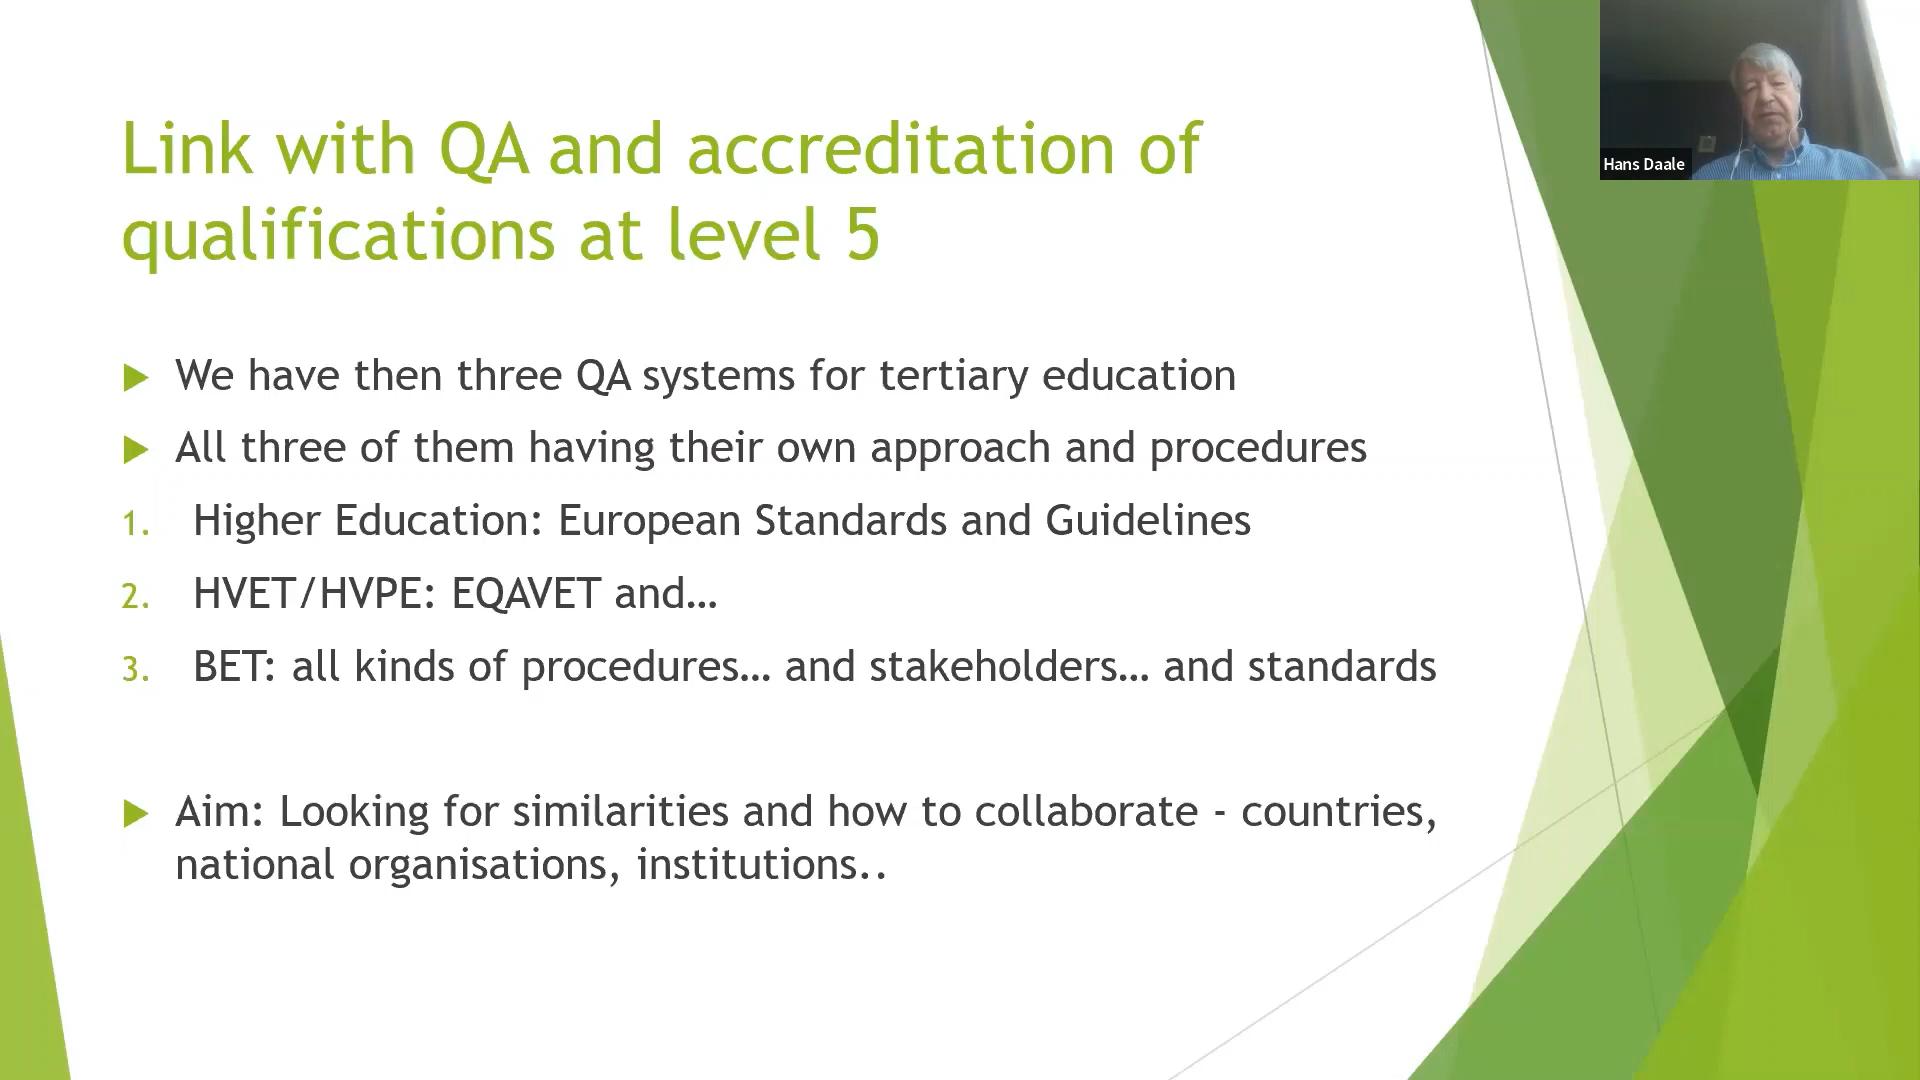 Hans Daale
Link with QA and accreditation of
qualifications at level 5
We have then three QA systems for tertiary education
All three of them having their own approach and procedures
1. Higher Education: European Standards and Guidelines
2. HVET/HVPE: EQAVET and…
3. BET: all kinds of procedures… and stakeholders… and standards
Aim: Looking for similarities and how to collaborate - countries,
national organisations, institutions..